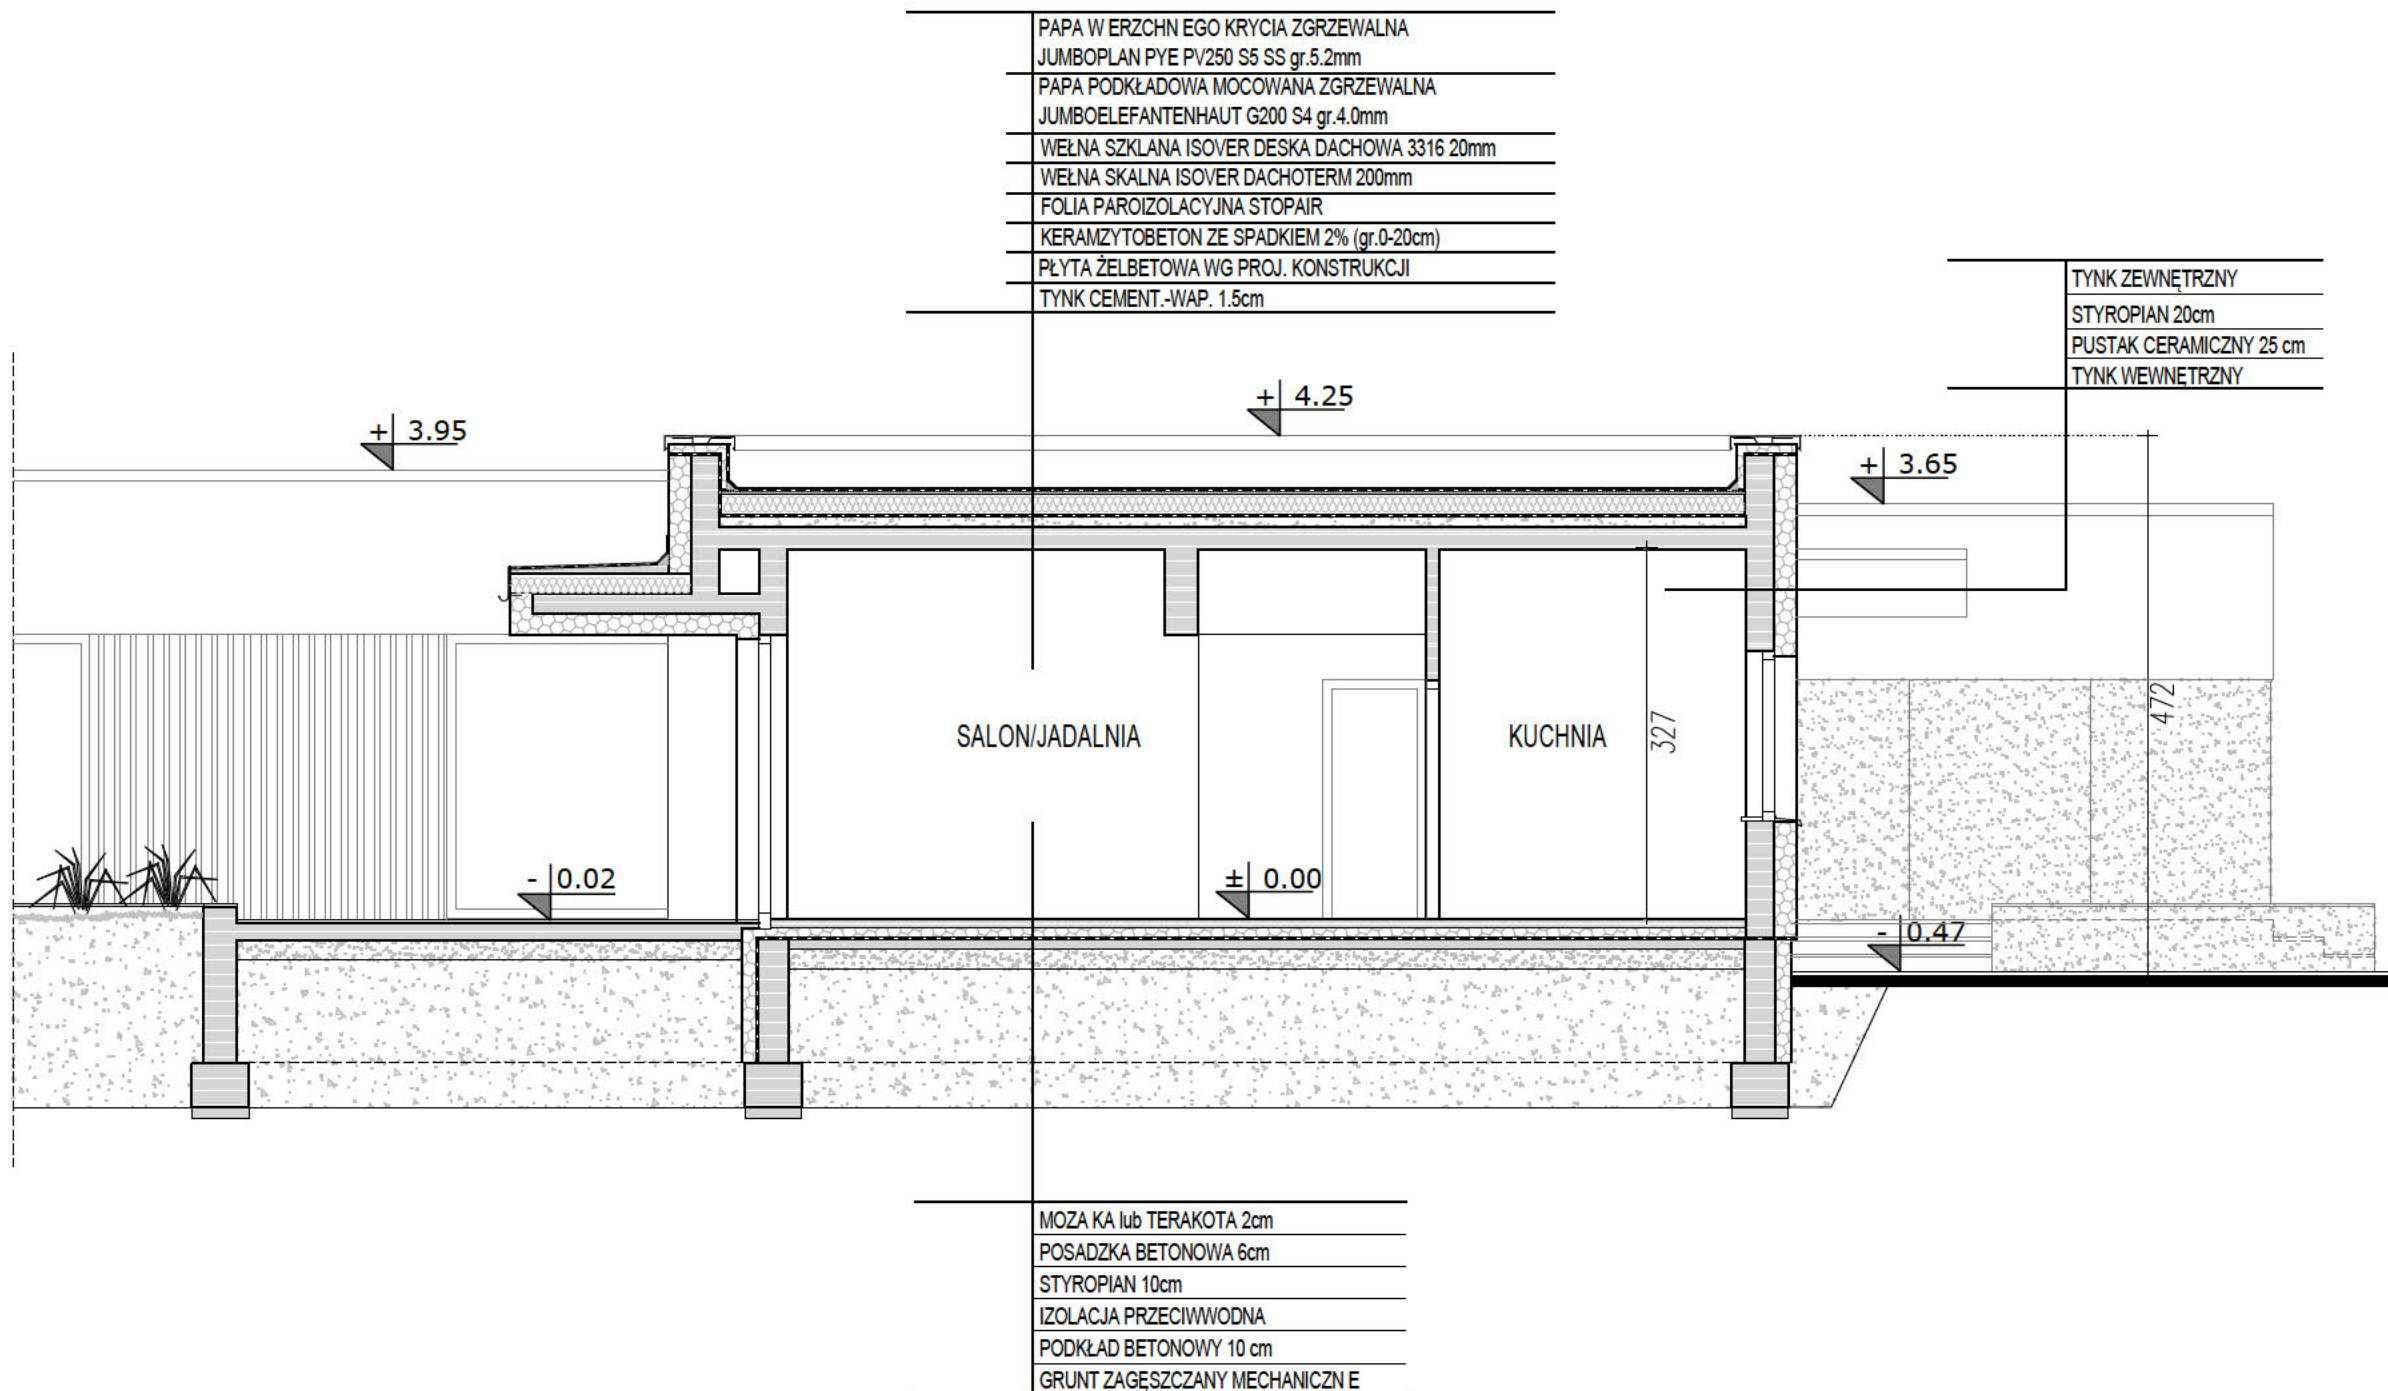 PAPA W ERZCHN EGO KRYCIA ZGRZEWALNA
JUMBOPLAN PYE PV250 S5 SS gr.5.2mm
PAPA PODKŁADOWA MOCOWANA ZGRZEWALNA
JUMBOELEFANTENHAUT G200 S4 gr.4.0mm
WEŁNA SZKLANA ISOVER DESKA DACHOWA 3316 20mm
WEŁNA SKALNA ISOVER DACHOTERM 200mm
FOLIA PAROIZOLACYJNA STOPAIR
KERAMZYTOBETON ZE SPADKIEM 2% (gr.0-20cm)
PŁYTA ŻELBETOWA WG PROJ. KONSTRUKCJI
TYNK CEMENT.-WAP. 1.5cm
TYNK ZEWNĘTRZNY
STYROPIAN 20cm
PUSTAK CERAMICZNY 25 cm
TYNK WEWNĘTRZNY
+ 3.95
+ 4.25
+ 3.65
SALON/JADALNIA
KUCHNIA
327
472
- 0.02
± 0.00
- 0.47
MOZA KA lub TERAKOTA 2cm
POSADZKA BETONOWA 6cm
STYROPIAN 10cm
IZOLACJA PRZECIWWODNA
PODKŁAD BETONOWY 10 cm
GRUNT ZAGĘSZCZANY MECHANICZN E